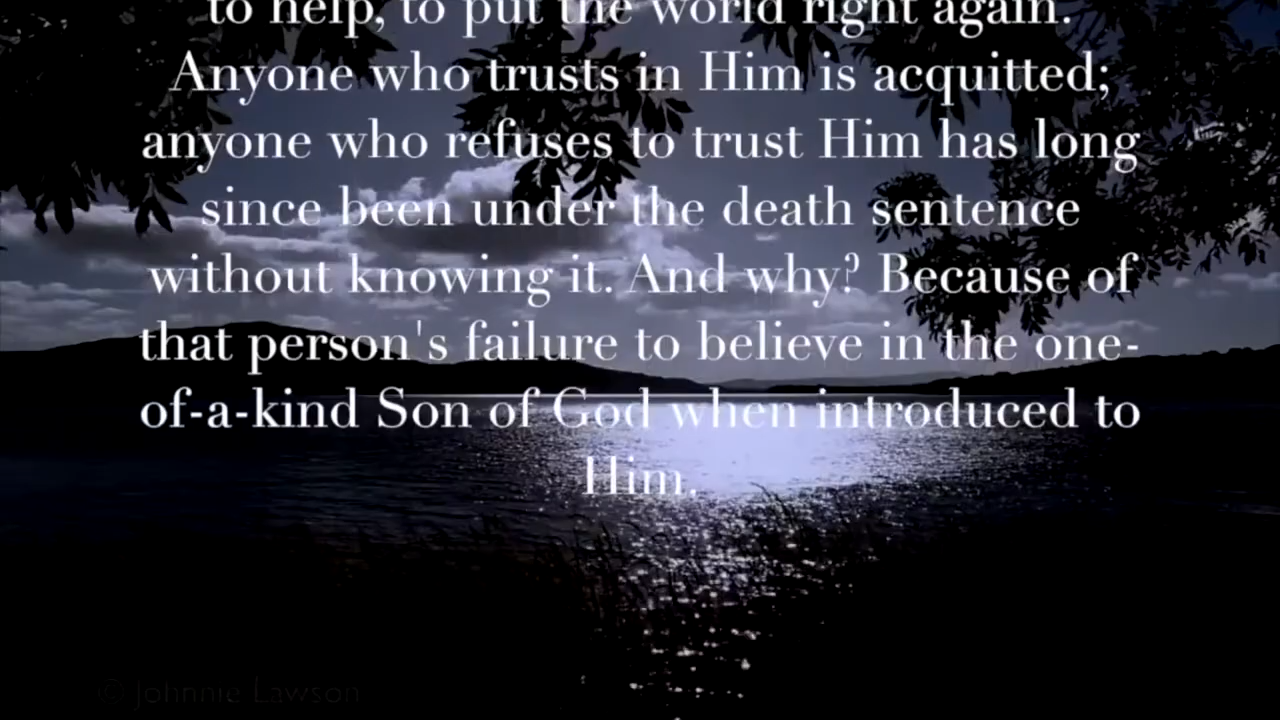 to help, to put the world right again.
Anyone who trusts in Him is acquitted;
anyone who refuses to trust Him has long
since been under the death sentence
without knowing it. And why? Because of
that person's failure to believe in the one-
of-a-kind Son of God when introduced to
Him.
© Johnnie Lawson